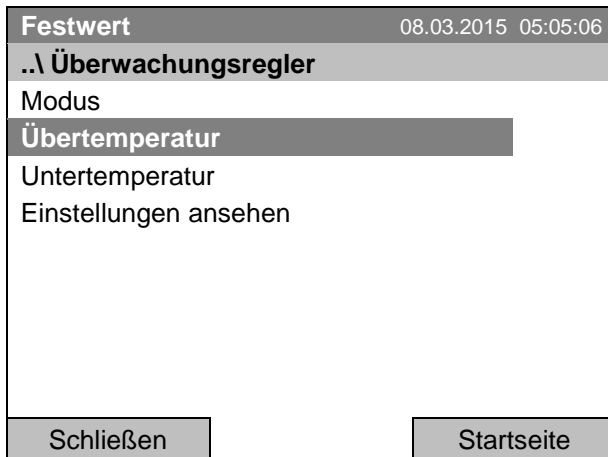 Festwert 08.03.2015 05:05:06
..\ Überwachungsregler
Modus
Übertemperatur
Untertemperatur
Einstellungen ansehen
Schließen Startseite